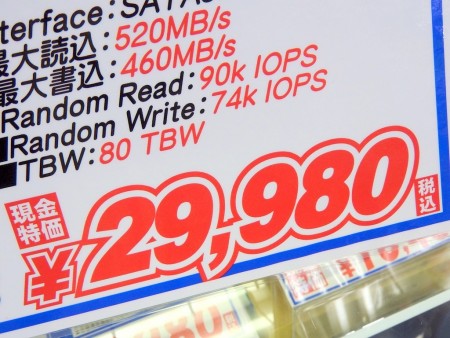 terface:SATA
最大読込:520MB/s
最大書込:460MB/s
Random Read:90k IOPS
■Random Write:74k IOPS
■TBW:80 TBW
現金
特価
¥29,980
税込